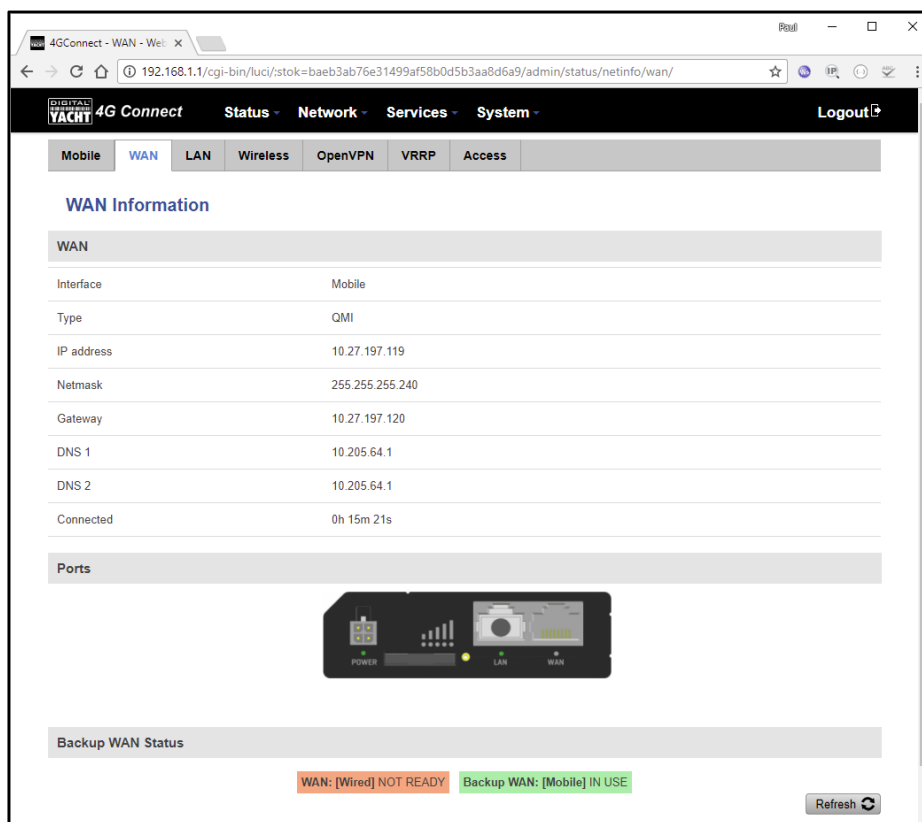 Paul
4GConnect - WAN - Web
192.168.1.1/cgi-bin/luci/;stok=baeb3ab76e31499af58b0d5b3aa8d6a9/admin/status/netinfo/wan/
DIGITAL YACHT 4G Connect Status Network Services System Logout
Mobile WAN LAN Wireless OpenVPN VRRP Access
WAN Information
WAN
Interface Mobile
Type QMI
IP address 10.27.197.119
Netmask 255.255.255.240
Gateway 10.27.197.120
DNS 1 10.205.64.1
DNS 2 10.205.64.1
Connected 0h 15m 21s
Ports
POWER LAN WAN
Backup WAN Status
WAN: [Wired] NOT READY Backup WAN: [Mobile] IN USE
Refresh